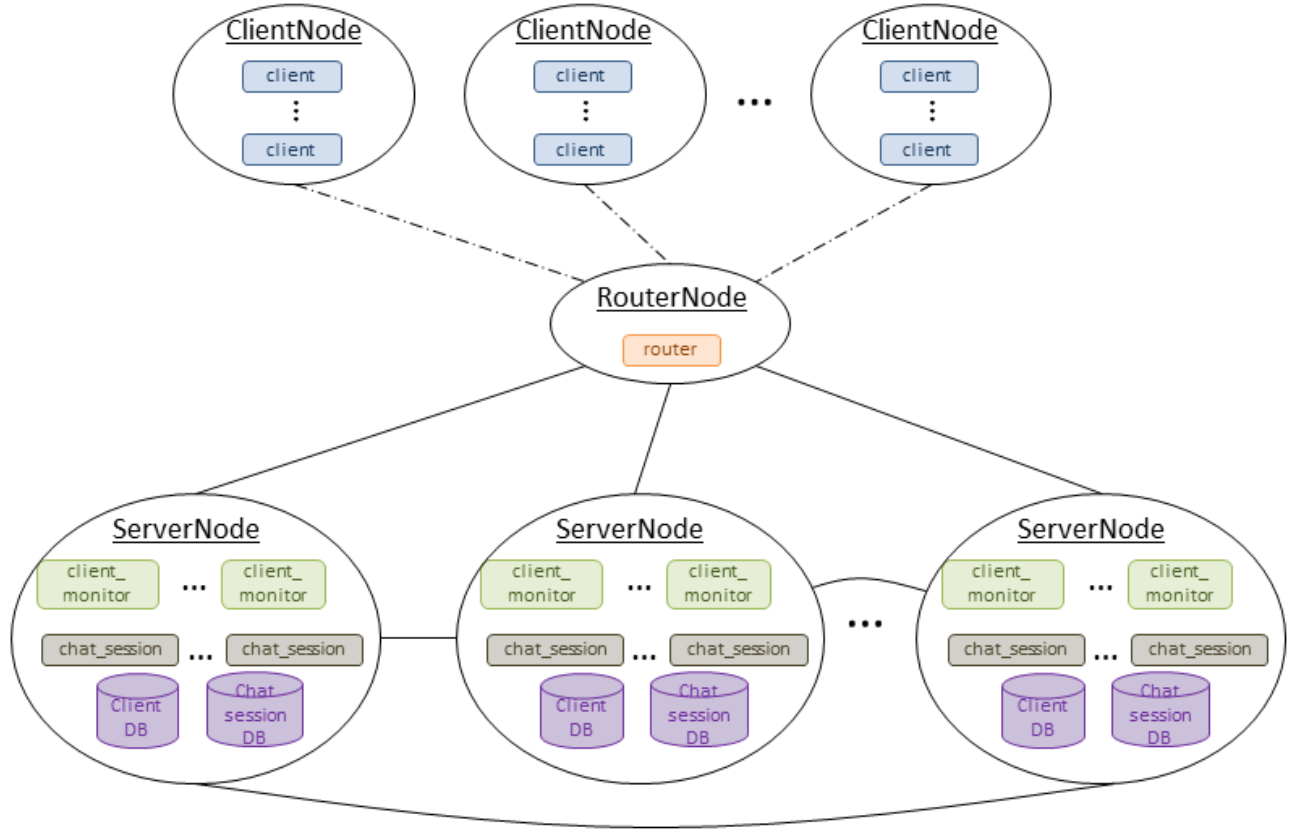 ClientNode ClientNode ClientNode
client client client
⋮ ⋮ ... ⋮
client client client
RouterNode
router
ServerNode ServerNode ServerNode
client_ ... client_ client_ ... client_ client_ ... client_
monitor monitor monitor monitor monitor monitor
...
chat_session ... chat_session chat_session ... chat_session chat_session ... chat_session
Client Chat Client Chat Client Chat
DB session DB session DB session
DB DB DB